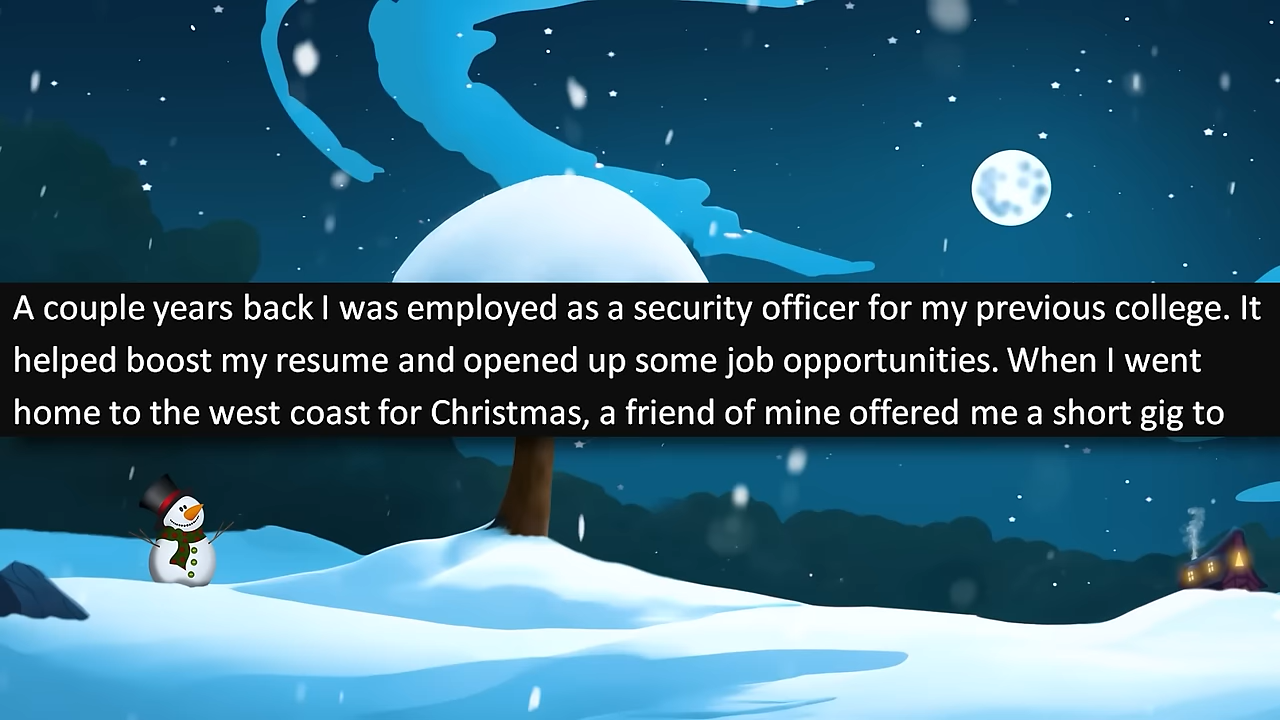 A couple years back I was employed as a security officer for my previous college. It
helped boost my resume and opened up some job opportunities. When I went
home to the west coast for Christmas, a friend of mine offered me a short gig to